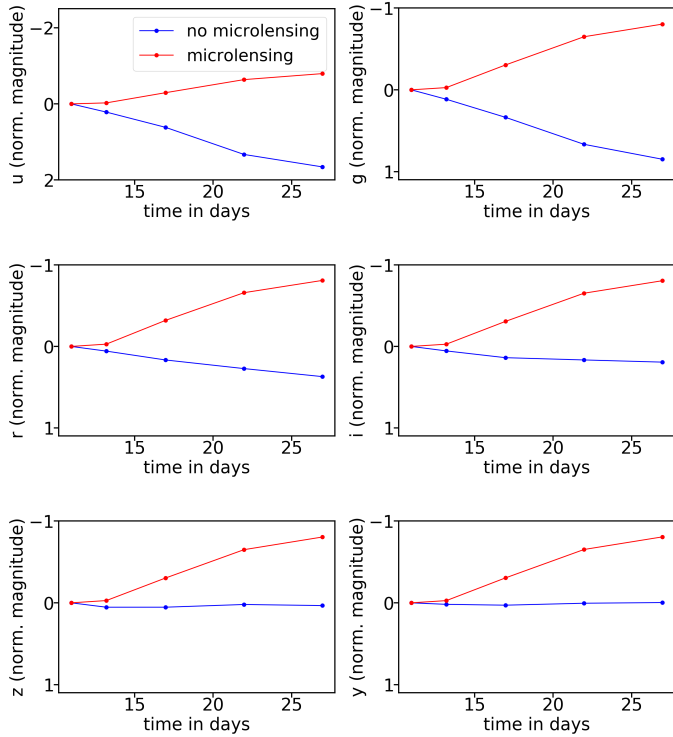 no microlensing
microlensing
−2
0
2
u (norm. magnitude)
15 20 25
time in days
0
1
g (norm. magnitude)
15 20 25
time in days
−1
0
1
r (norm. magnitude)
15 20 25
time in days
−1
0
1
i (norm. magnitude)
15 20 25
time in days
−1
0
1
z (norm. magnitude)
15 20 25
time in days
−1
0
1
y (norm. magnitude)
15 20 25
time in days